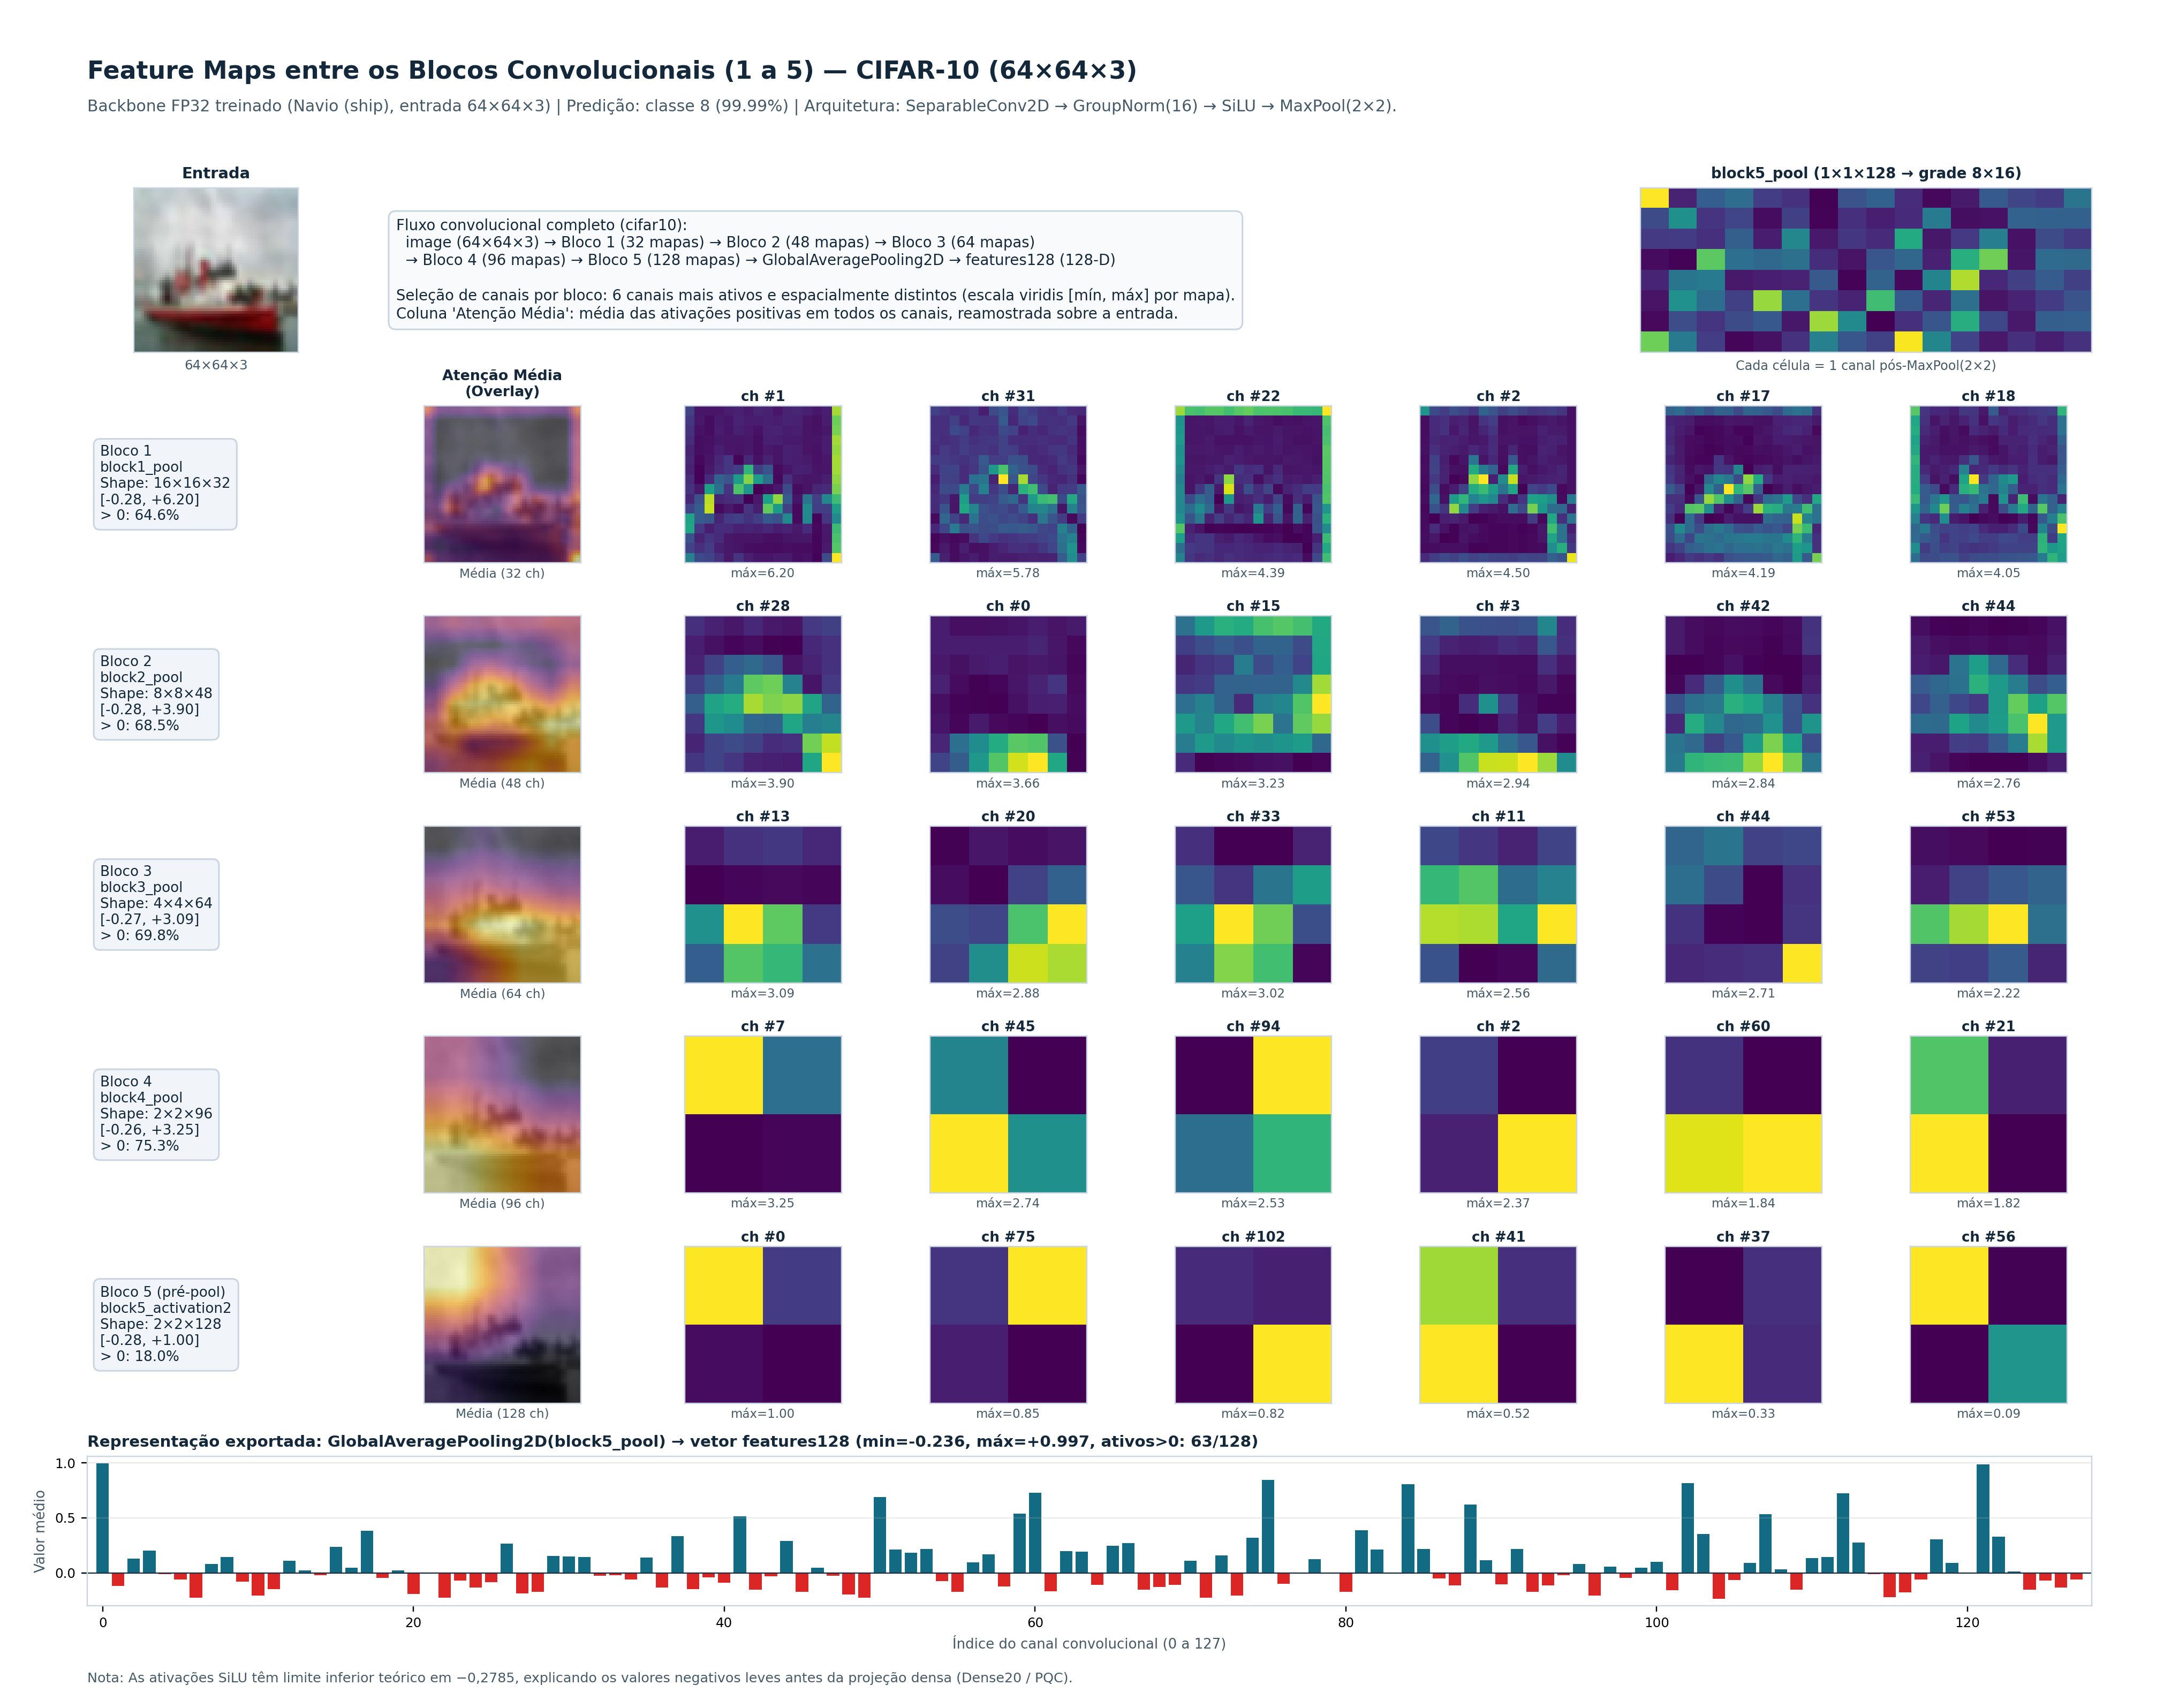 Feature Maps entre os Blocos Convolucionais (1 a 5) — CIFAR-10 (64×64×3)
Backbone FP32 treinado (Navio (ship), entrada 64×64×3) | Predição: classe 8 (99.99%) | Arquitetura: SeparableConv2D → GroupNorm(16) → SiLU → MaxPool(2×2).
Entrada
64×64×3
Fluxo convolucional completo (cifar10):
image (64×64×3) → Bloco 1 (32 mapas) → Bloco 2 (48 mapas) → Bloco 3 (64 mapas)
→ Bloco 4 (96 mapas) → Bloco 5 (128 mapas) → GlobalAveragePooling2D → features128 (128-D)
Seleção de canais por bloco: 6 canais mais ativos e espacialmente distintos (escala viridis [mín, máx] por mapa).
Coluna 'Atenção Média': média das ativações positivas em todos os canais, reamostrada sobre a entrada.
block5_pool (1×1×128 → grade 8×16)
Cada célula = 1 canal pós-MaxPool(2×2)
Atenção Média
(Overlay)
ch #1
ch #31
ch #22
ch #2
ch #17
ch #18
Bloco 1
block1_pool
Shape: 16×16×32
[-0.28, +6.20]
> 0: 64.6%
Média (32 ch)
máx=6.20
máx=5.78
máx=4.39
máx=4.50
máx=4.19
máx=4.05
ch #28
ch #0
ch #15
ch #3
ch #42
ch #44
Bloco 2
block2_pool
Shape: 8×8×48
[-0.28, +3.90]
> 0: 68.5%
Média (48 ch)
máx=3.90
máx=3.66
máx=3.23
máx=2.94
máx=2.84
máx=2.76
ch #13
ch #20
ch #33
ch #11
ch #44
ch #53
Bloco 3
block3_pool
Shape: 4×4×64
[-0.27, +3.09]
> 0: 69.8%
Média (64 ch)
máx=3.09
máx=2.88
máx=3.02
máx=2.56
máx=2.71
máx=2.22
ch #7
ch #45
ch #94
ch #2
ch #60
ch #21
Bloco 4
block4_pool
Shape: 2×2×96
[-0.26, +3.25]
> 0: 75.3%
Média (96 ch)
máx=3.25
máx=2.74
máx=2.53
máx=2.37
máx=1.84
máx=1.82
ch #0
ch #75
ch #102
ch #41
ch #37
ch #56
Bloco 5 (pré-pool)
block5_activation2
Shape: 2×2×128
[-0.28, +1.00]
> 0: 18.0%
Média (128 ch)
máx=1.00
máx=0.85
máx=0.82
máx=0.52
máx=0.33
máx=0.09
Representação exportada: GlobalAveragePooling2D(block5_pool) → vetor features128 (min=-0.236, máx=+0.997, ativos>0: 63/128)
Valor médio
1.0
0.5
0.0
0
20
40
60
80
100
120
Índice do canal convolucional (0 a 127)
Nota: As ativações SiLU têm limite inferior teórico em −0,2785, explicando os valores negativos leves antes da projeção densa (Dense20 / PQC).